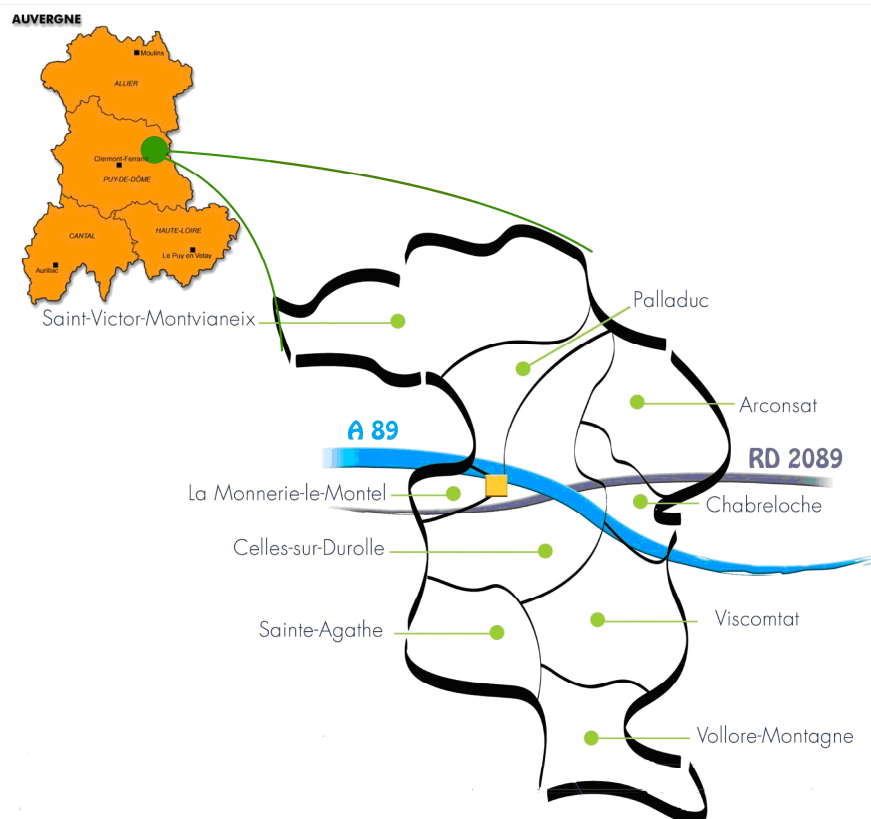 AUVERGNE
Moulins
ALLIER
Clermont-Ferrand
PUY-DE-DÔME
CANTAL
HAUTE-LOIRE
Le Puy en Velay
Aurillac
Palladuc
Saint-Victor-Montvianeix
Arconsat
A 89
RD 2089
La Monnerie-le-Montel
Chabreloche
Celles-sur-Durolle
Viscomtat
Sainte-Agathe
Vollore-Montagne